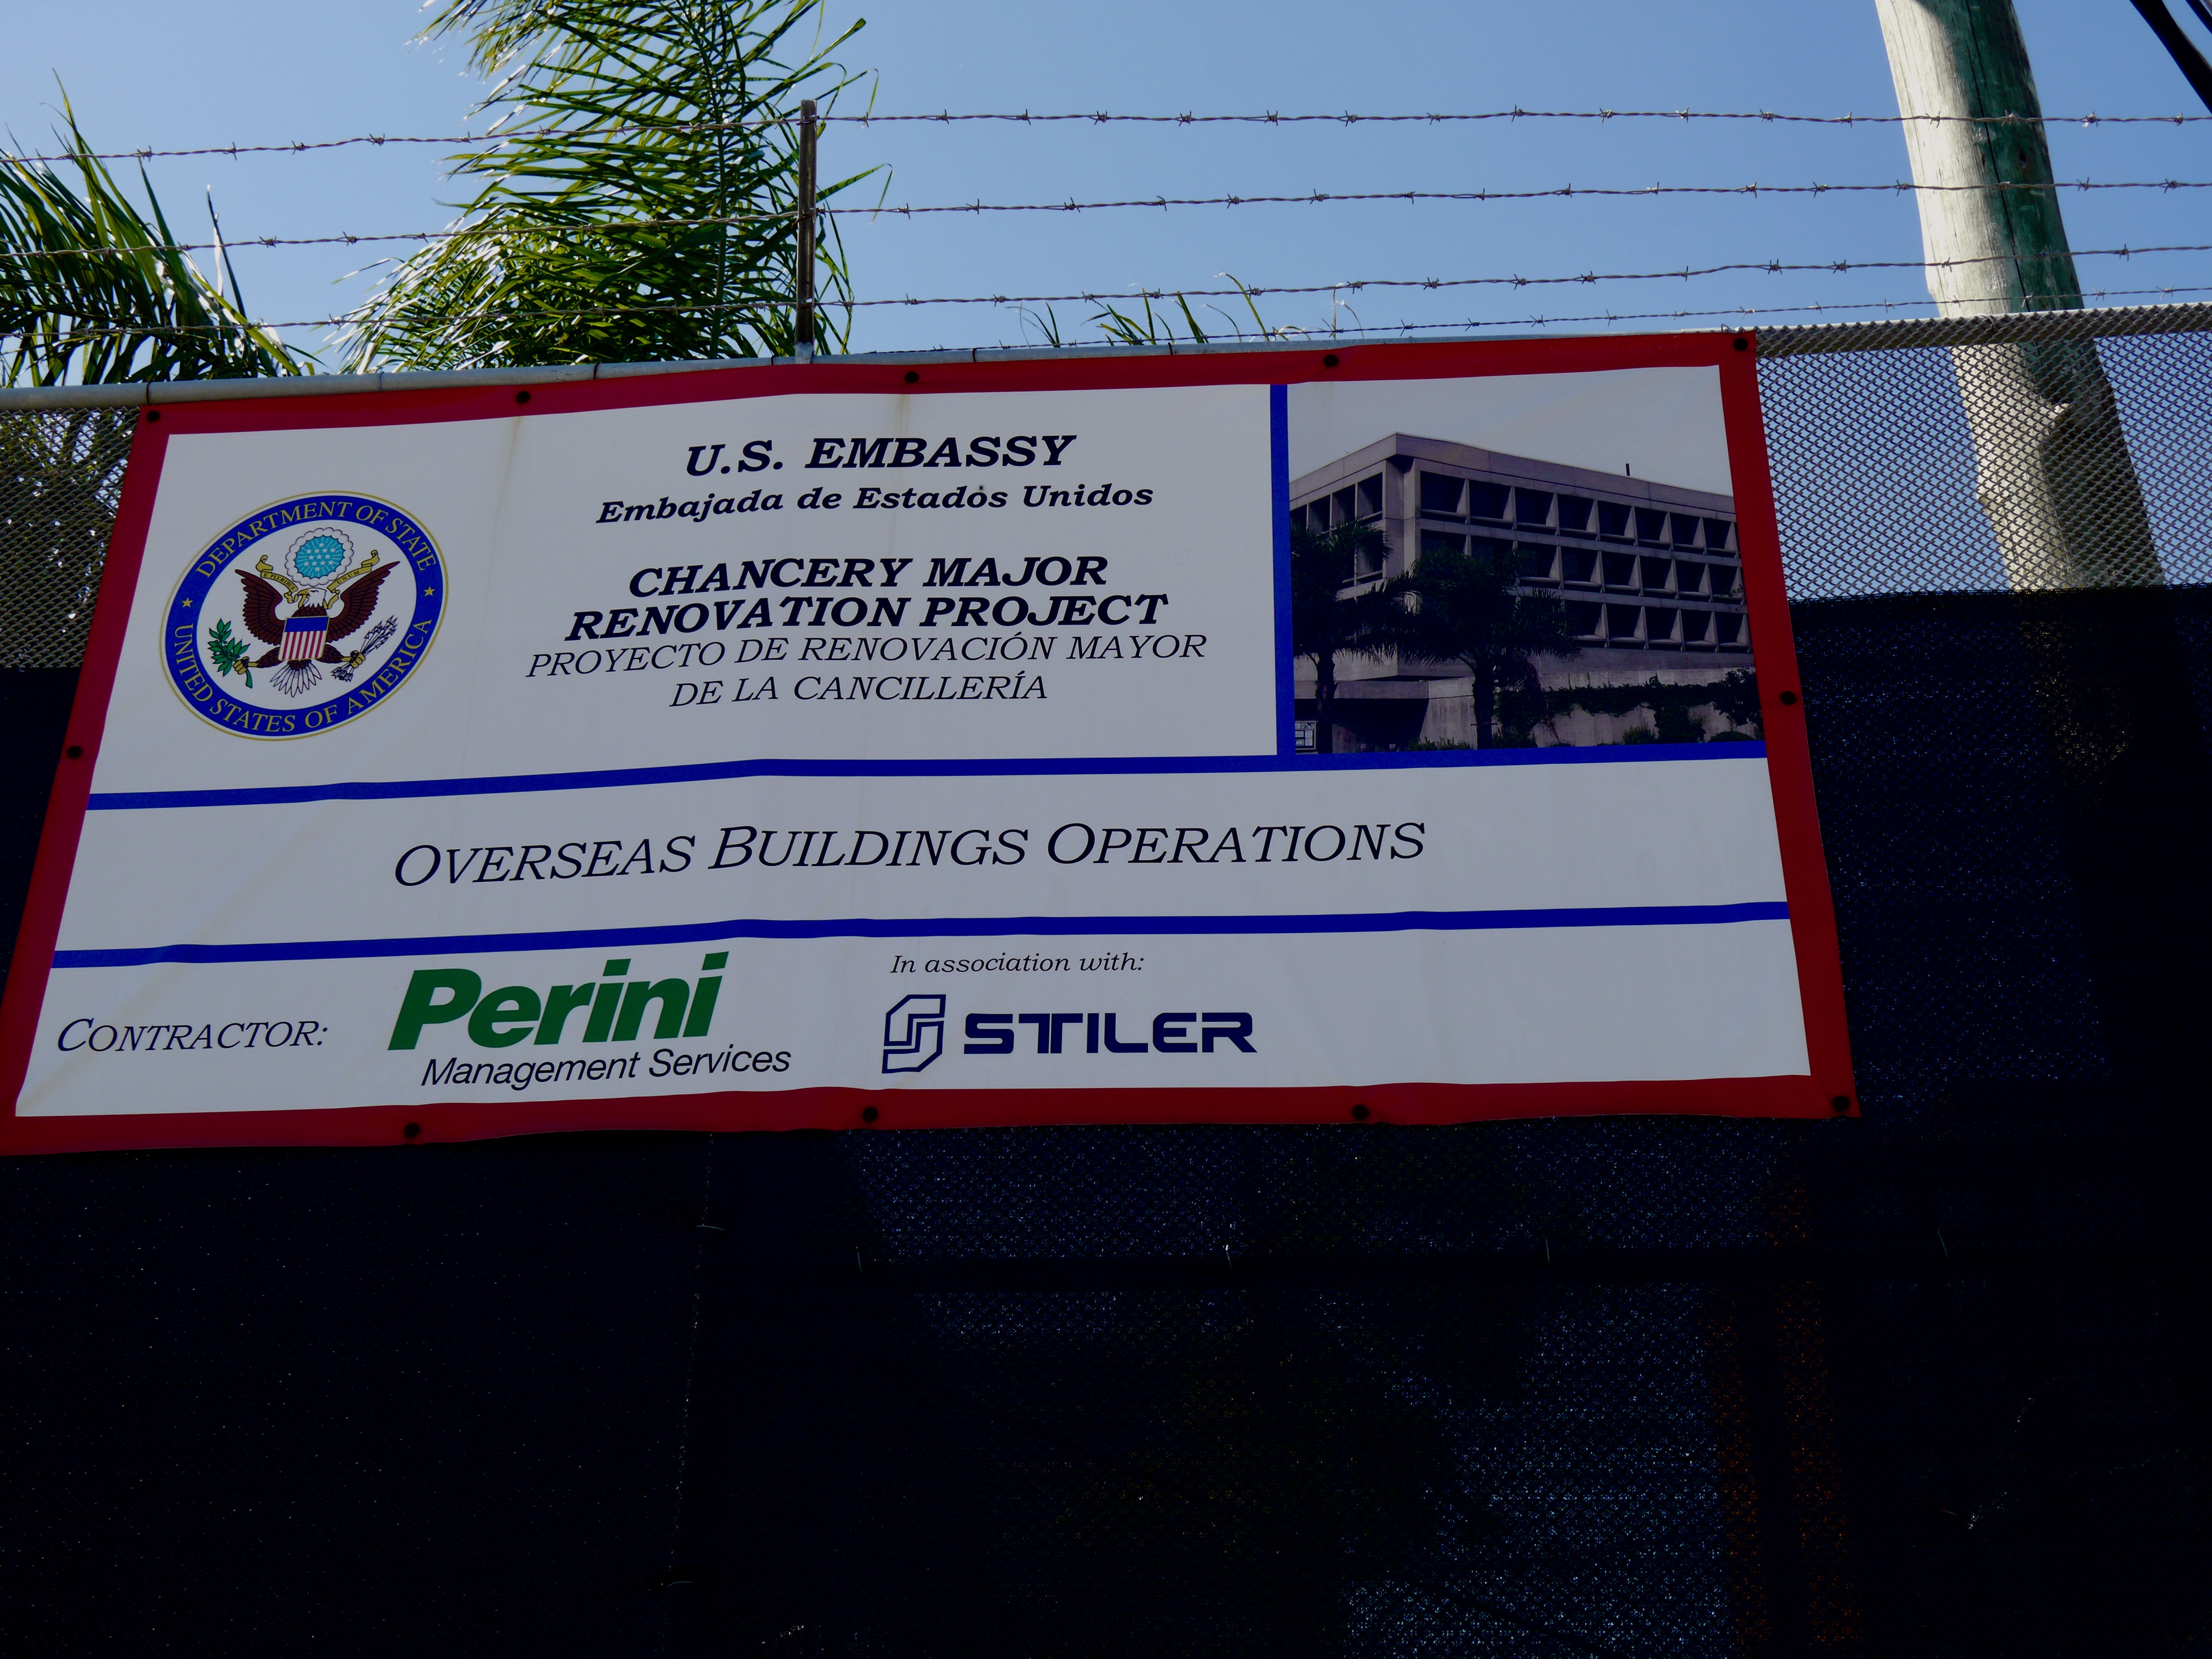 U.S. EMBASSY
Embajada de Estados Unidos
CHANCERY MAJOR
RENOVATION PROJECT
PROYECTO DE RENOVACIÓN MAYOR
DE LA CANCILLERÍA
DEPARTMENT OF STATE
UNITED STATES OF AMERICA
OVERSEAS BUILDINGS OPERATIONS
CONTRACTOR:
Perini
Management Services
In association with:
STILER